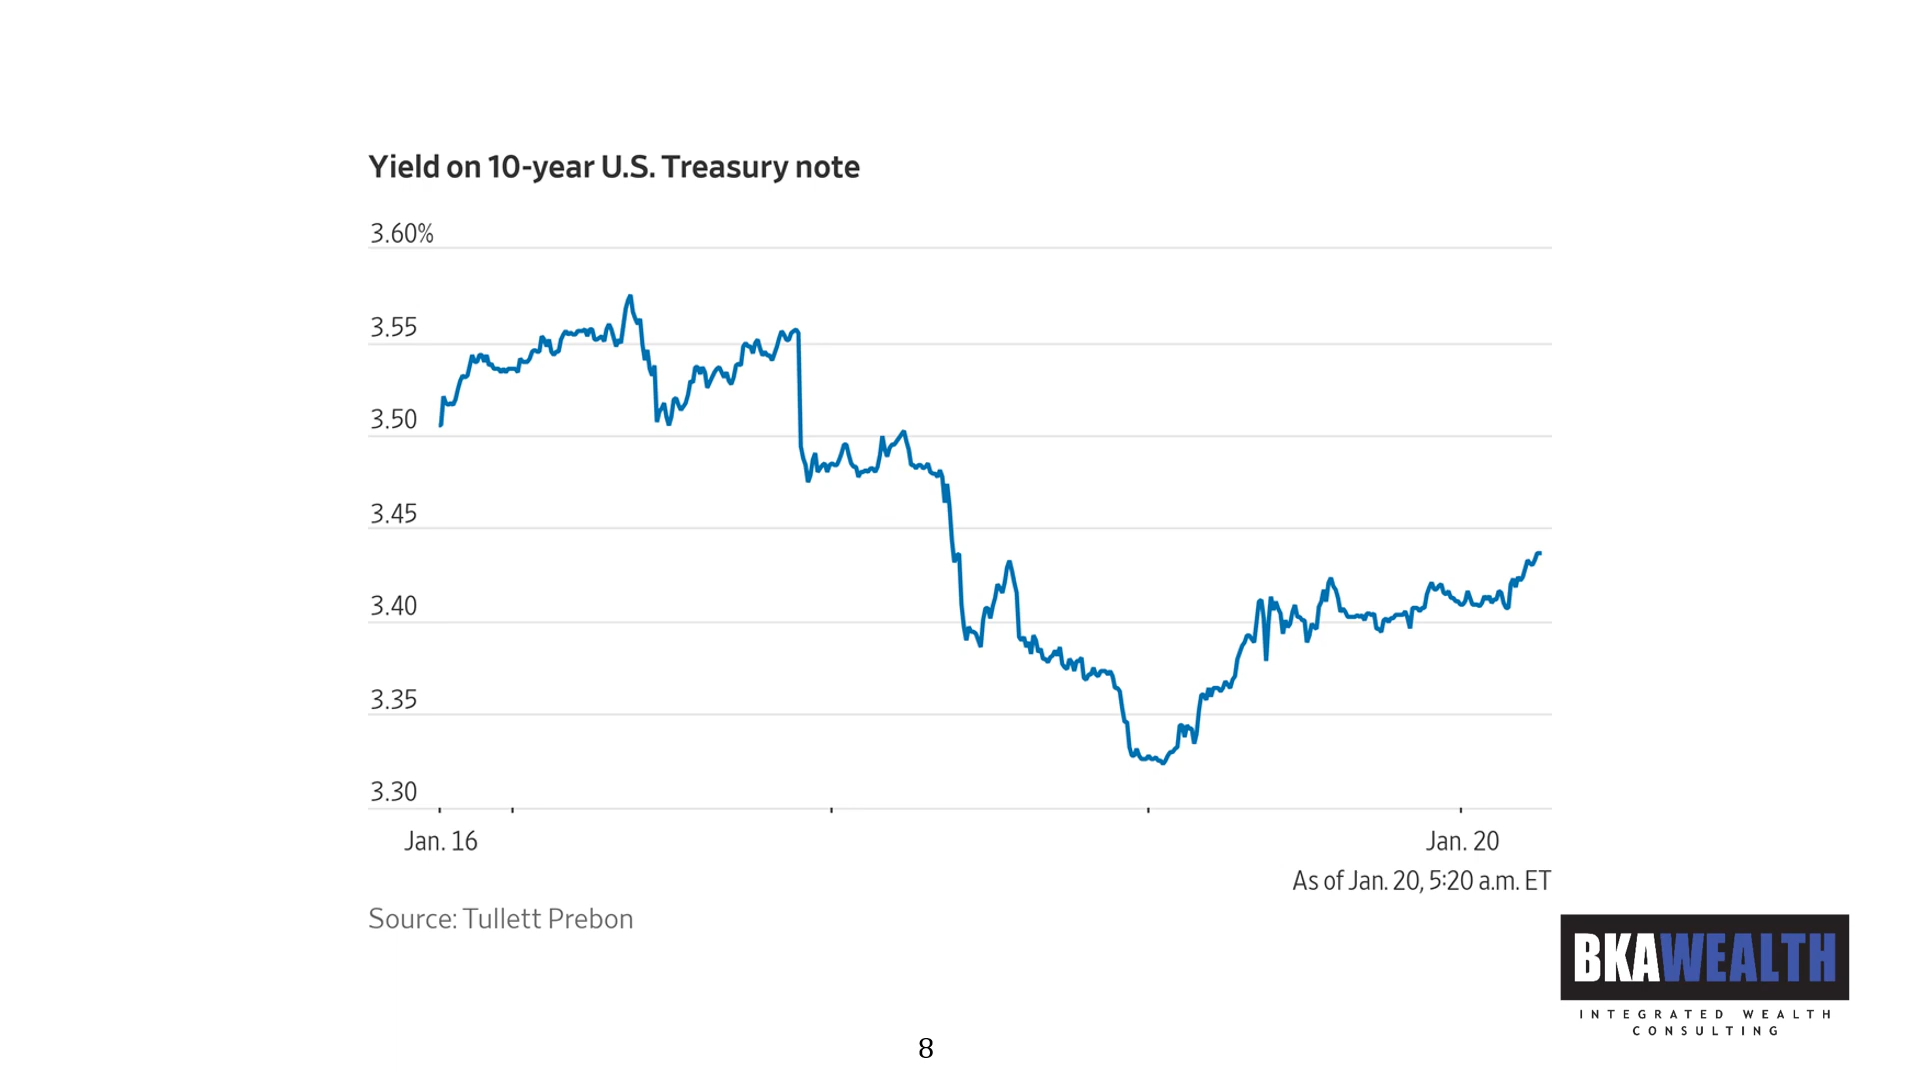 Yield on 10-year U.S. Treasury note
3.60%
3.55
3.50
3.45
3.40
3.35
3.30
Jan. 16
Jan. 20
As of Jan. 20, 5:20 a.m. ET
Source: Tullett Prebon
BKAWEALTH
INTEGRATED WEALTH
CONSULTING
8